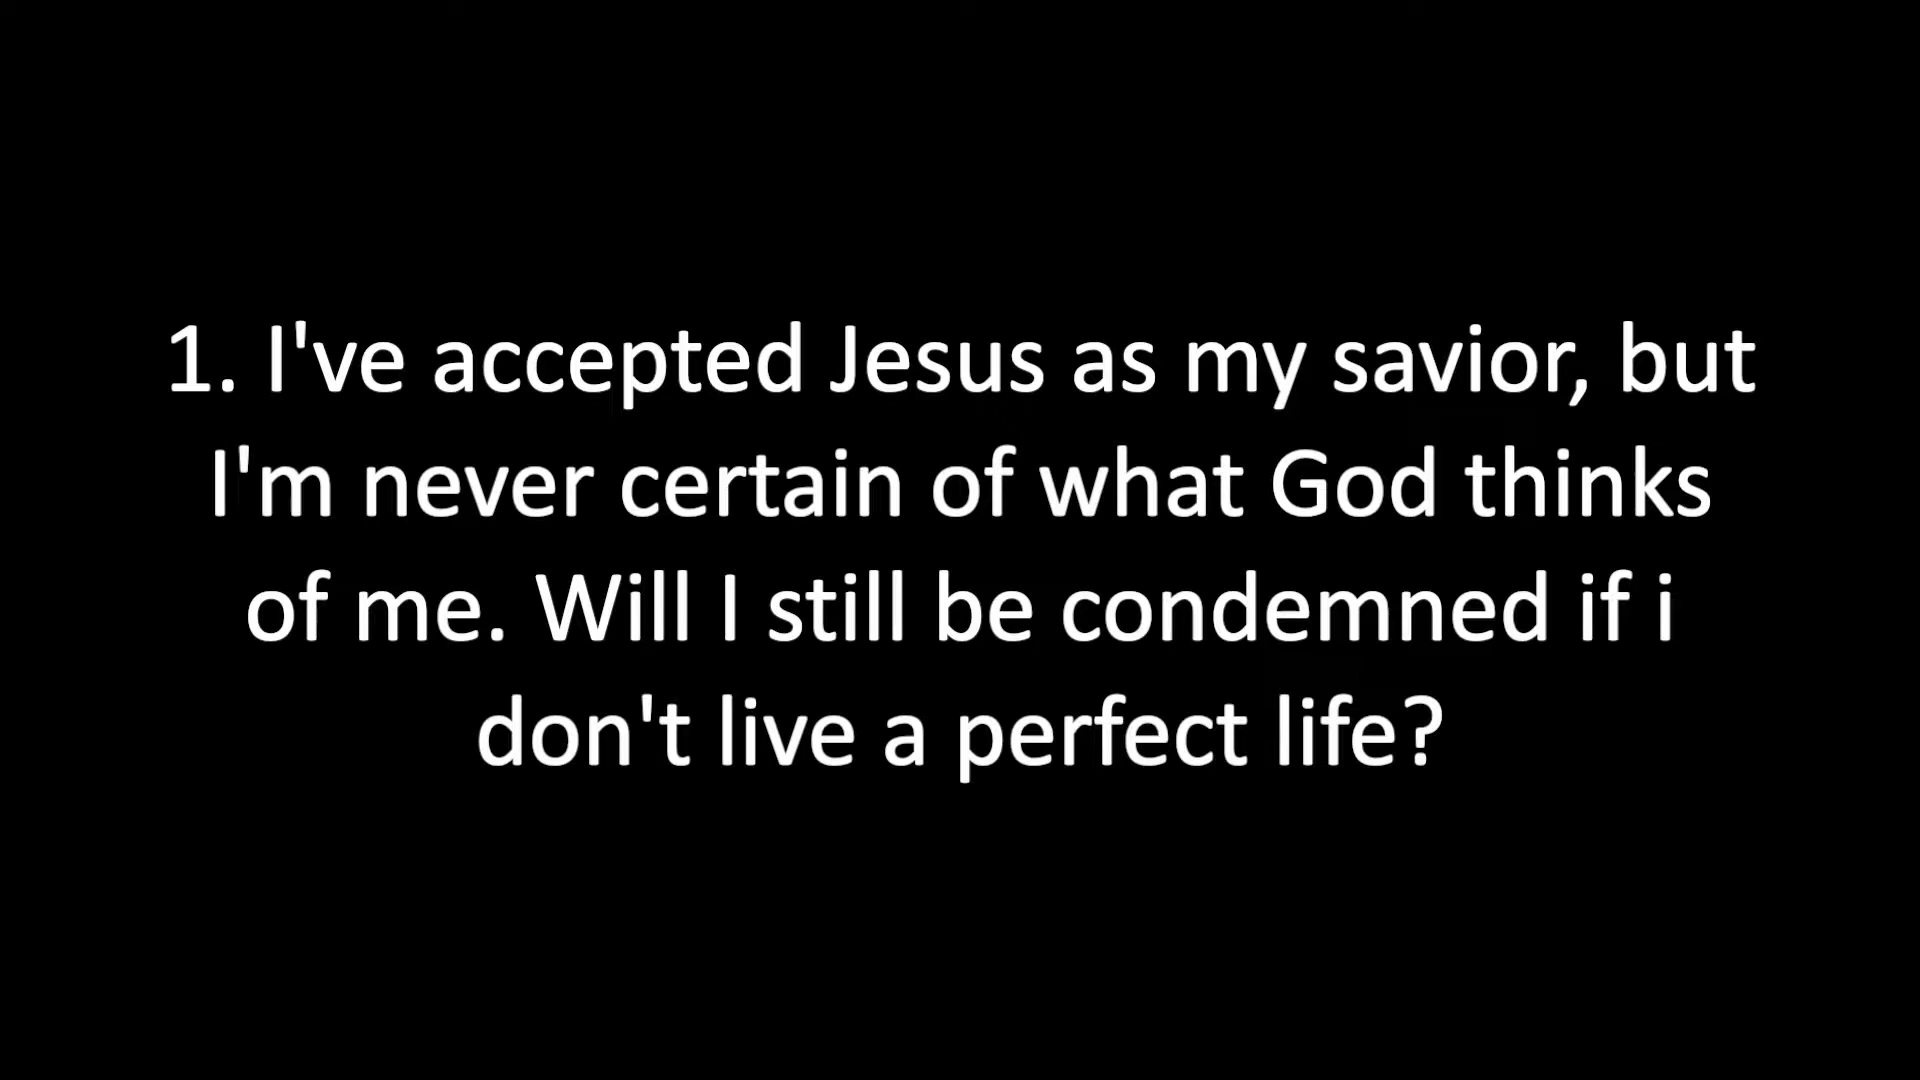 1. I've accepted Jesus as my savior, but
I'm never certain of what God thinks
of me. Will I still be condemned if i
don't live a perfect life?